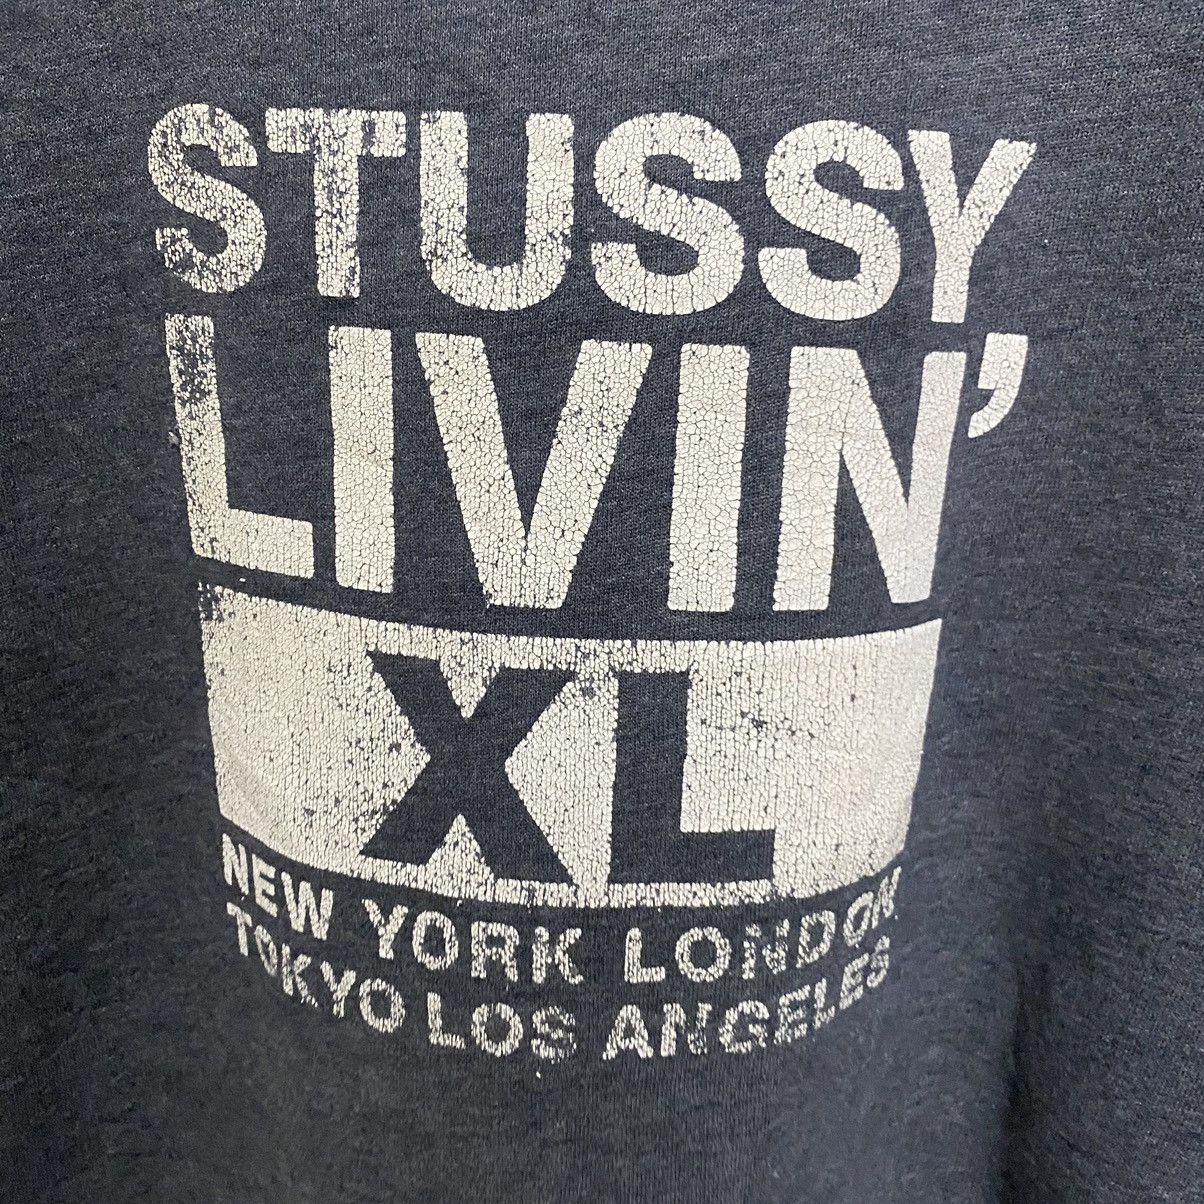 STUSSY
LIVIN'
XL
NEW YORK LONDON
TOKYO LOS ANGELES